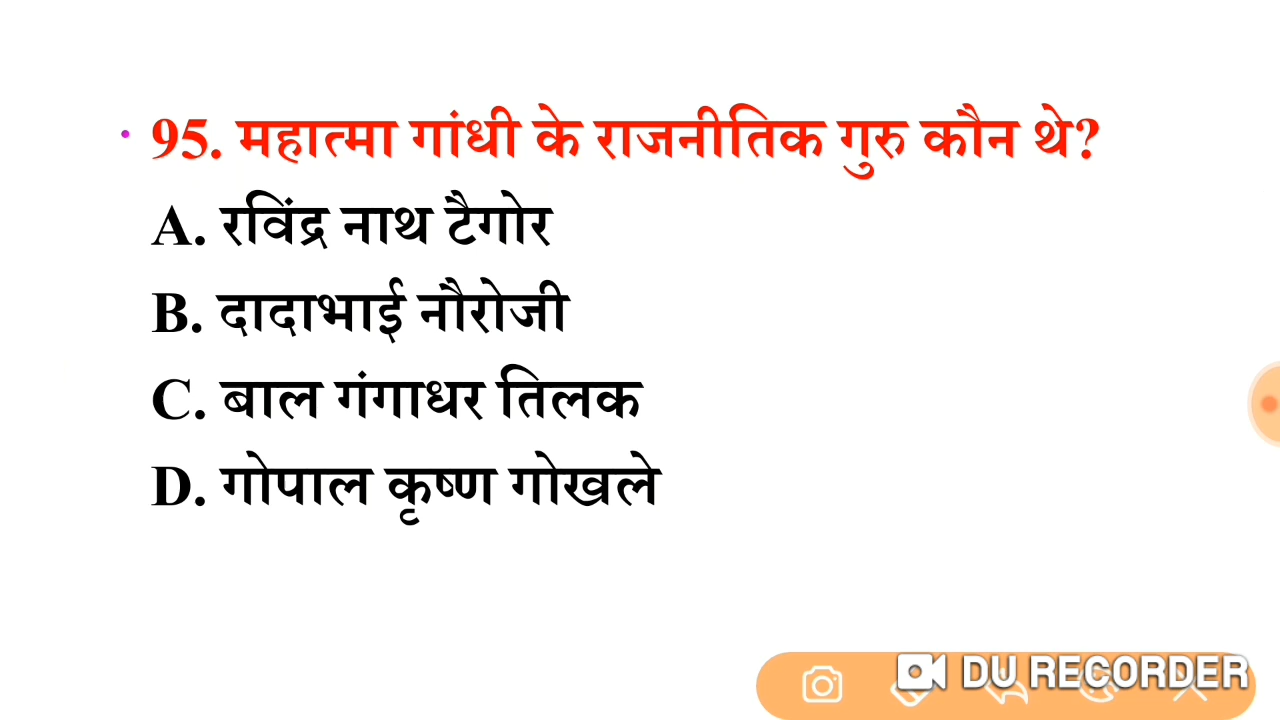 95. महात्मा गांधी के राजनीतिक गुरु कौन थे?
A. रविंद्र नाथ टैगोर
B. दादाभाई नौरोजी
C. बाल गंगाधर तिलक
D. गोपाल कृष्ण गोखले
DU RECORDER